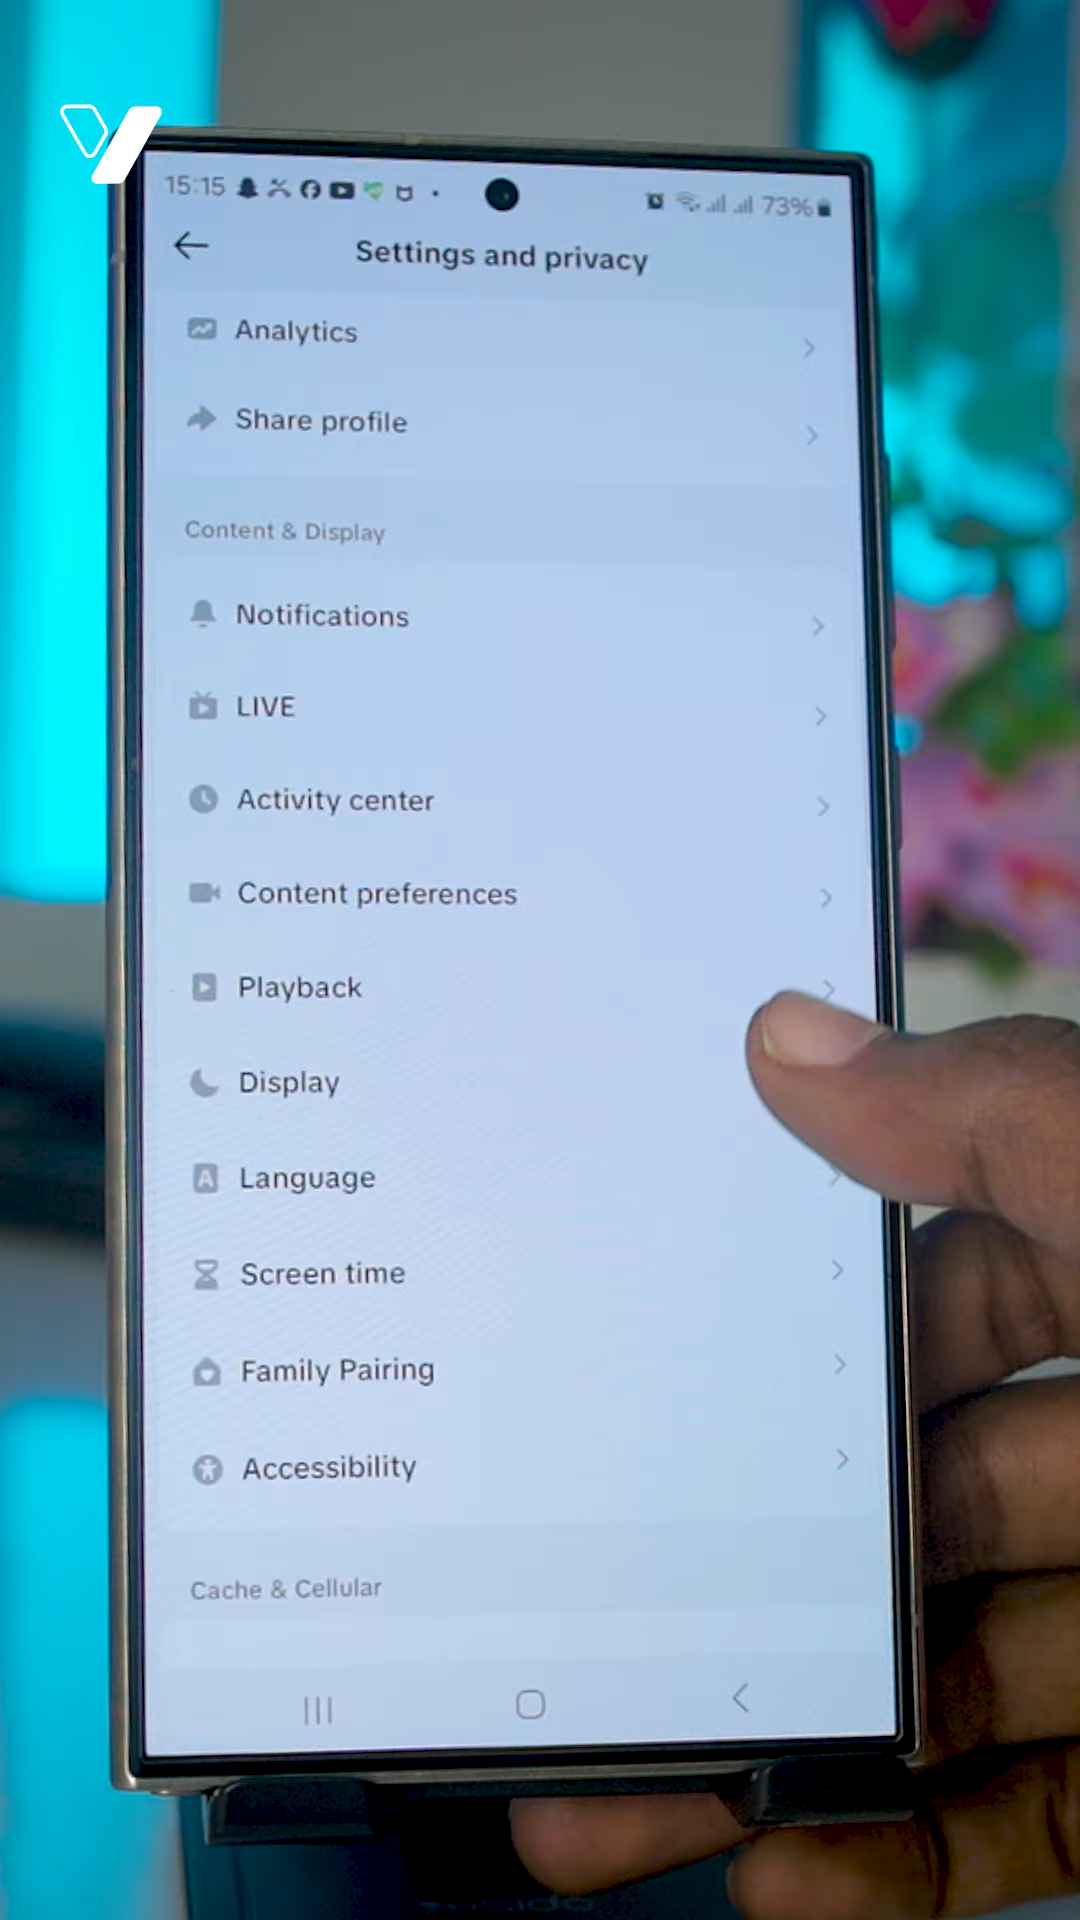 15:15 73%
Settings and privacy
Analytics
Share profile
Content & Display
Notifications
LIVE
Activity center
Content preferences
Playback
Display
Language
Screen time
Family Pairing
Accessibility
Cache & Cellular